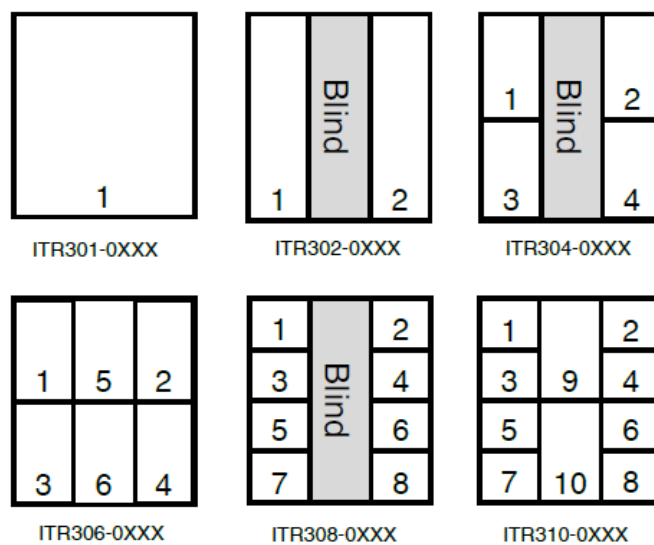 1
ITR301-0XXX
Blind
1 2
ITR302-0XXX
1 Blind 2
3 4
ITR304-0XXX
1 5 2
3 6 4
ITR306-0XXX
1 2
3 Blind 4
5 6
7 8
ITR308-0XXX
1 2
3 9 4
5 6
7 10 8
ITR310-0XXX